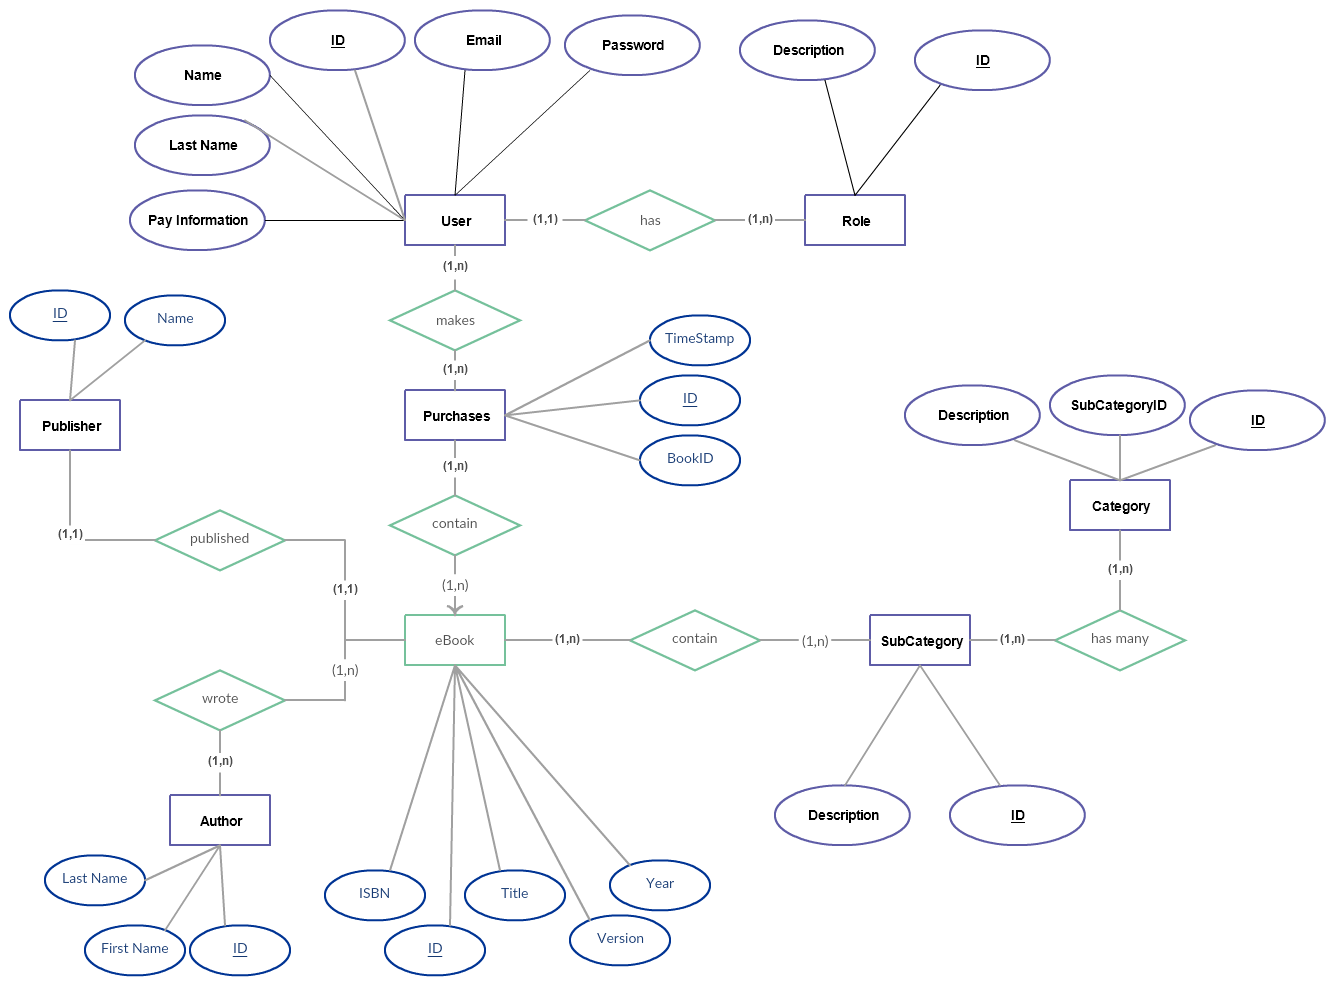 ID
Email
Password
Name
Description
ID
Last Name
Pay Information
User
(1,1)
has
(1,n)
Role
(1,n)
ID
Name
makes
TimeStamp
(1,n)
ID
Publisher
Purchases
Description
SubCategoryID
ID
(1,n)
BookID
Category
contain
(1,1)
published
(1,n)
(1,1)
(1,n)
eBook
(1,n)
contain
(1,n)
SubCategory
(1,n)
has many
(1,n)
wrote
(1,n)
Author
Description
ID
Last Name
ISBN
Title
Year
First Name
ID
ID
Version